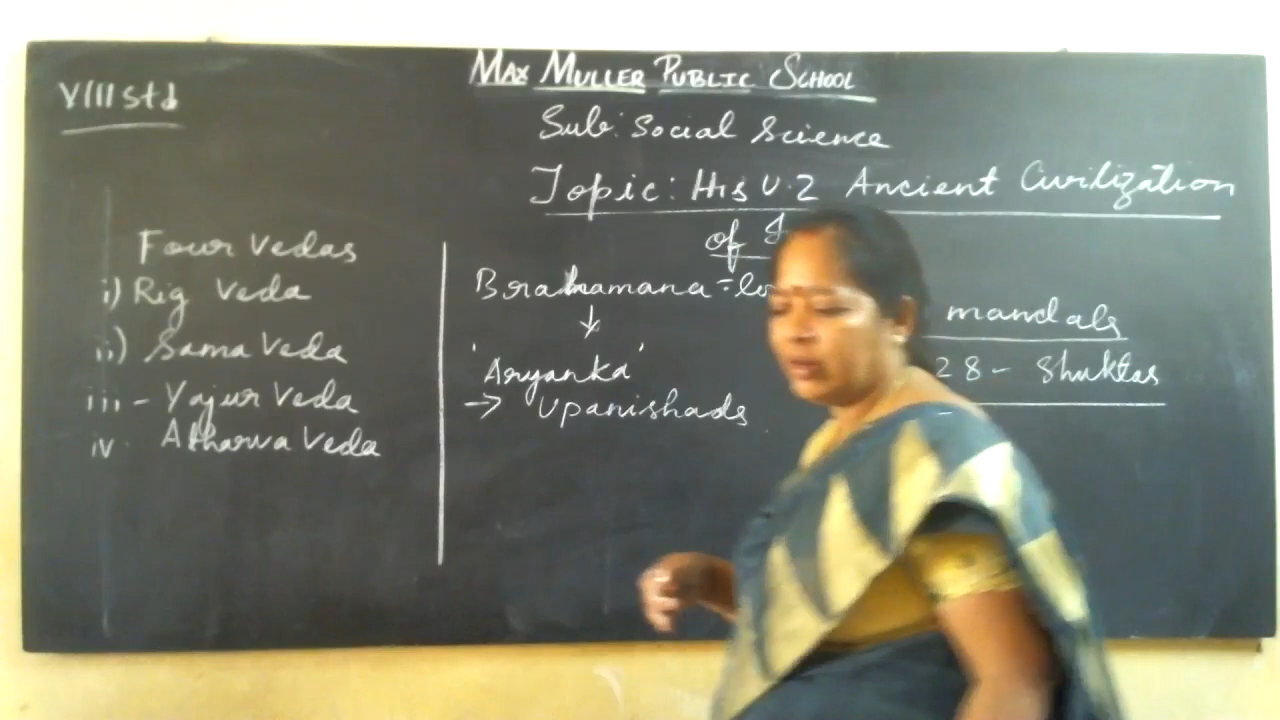 VIII Std
MAX MULLER PUBLIC SCHOOL
Sub: Social Science
Topic: His U.2 Ancient Civilization
of
Four Vedas
i) Rig Veda
ii) Sama Veda
iii - Yajur Veda
iv. Atharva Veda
Brahamana =
↓
'Aryanka'
→ Upanishads
mandals
28 - Shuktas